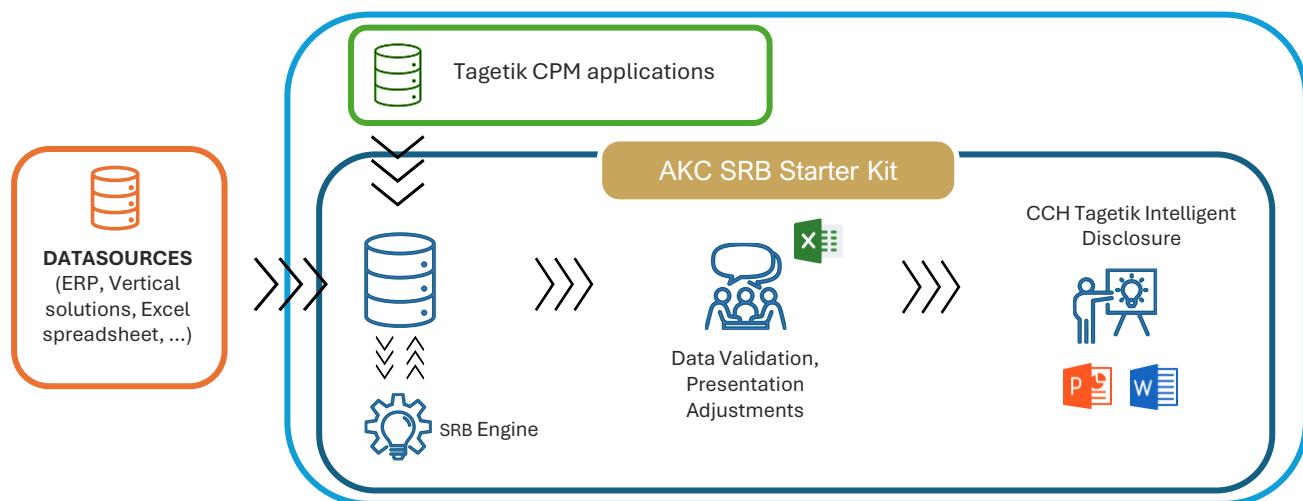 Tagetik CPM applications
AKC SRB Starter Kit
DATASOURCES
(ERP, Vertical
solutions, Excel
spreadsheet, ...)
X
CCH Tagetik Intelligent
Disclosure
Data Validation,
Presentation
Adjustments
P
W
SRB Engine